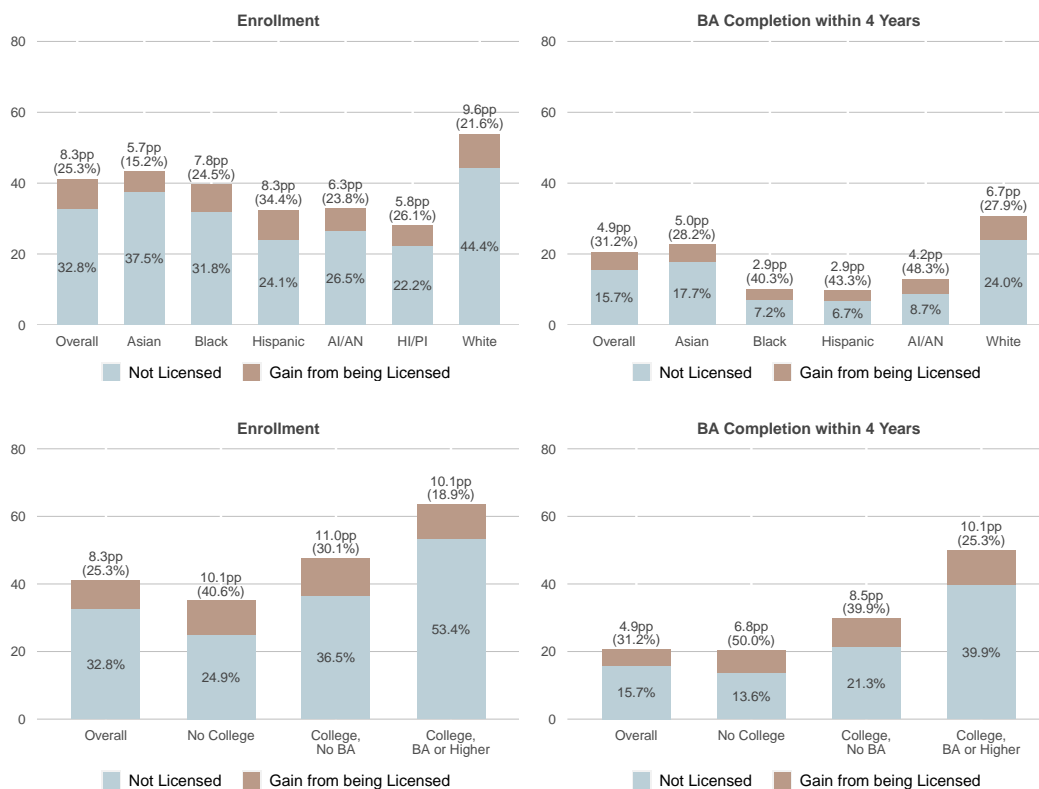 Enrollment
80
60
40
20
0
8.3pp
(25.3%)
32.8%
5.7pp
(15.2%)
37.5%
7.8pp
(24.5%)
31.8%
8.3pp
(34.4%)
24.1%
6.3pp
(23.8%)
26.5%
5.8pp
(26.1%)
22.2%
9.6pp
(21.6%)
44.4%
Overall Asian Black Hispanic AI/AN HI/PI White
Not Licensed Gain from being Licensed
BA Completion within 4 Years
80
60
40
20
0
4.9pp
(31.2%)
15.7%
5.0pp
(28.2%)
17.7%
2.9pp
(40.3%)
7.2%
2.9pp
(43.3%)
6.7%
4.2pp
(48.3%)
8.7%
6.7pp
(27.9%)
24.0%
Overall Asian Black Hispanic AI/AN White
Not Licensed Gain from being Licensed
Enrollment
80
60
40
20
0
8.3pp
(25.3%)
32.8%
10.1pp
(40.6%)
24.9%
11.0pp
(30.1%)
36.5%
10.1pp
(18.9%)
53.4%
Overall
No College
College,
No BA
College,
BA or Higher
Not Licensed Gain from being Licensed
BA Completion within 4 Years
80
60
40
20
0
4.9pp
(31.2%)
15.7%
6.8pp
(50.0%)
13.6%
8.5pp
(39.9%)
21.3%
10.1pp
(25.3%)
39.9%
Overall
No College
College,
No BA
College,
BA or Higher
Not Licensed Gain from being Licensed